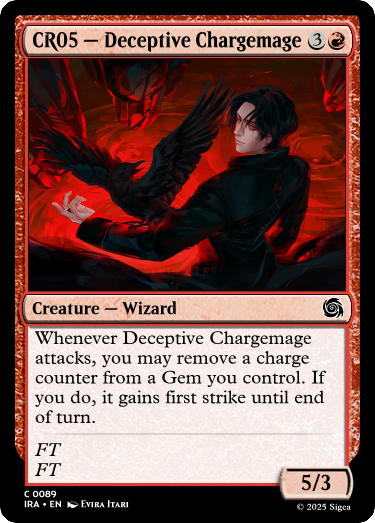 CR05 — Deceptive Chargemage 3
Creature — Wizard
Whenever Deceptive Chargemage
attacks, you may remove a charge
counter from a Gem you control. If
you do, it gains first strike until end
of turn.
FT
FT
5/3
C 0089
IRA • EN Evira Itari
© 2025 Sigea